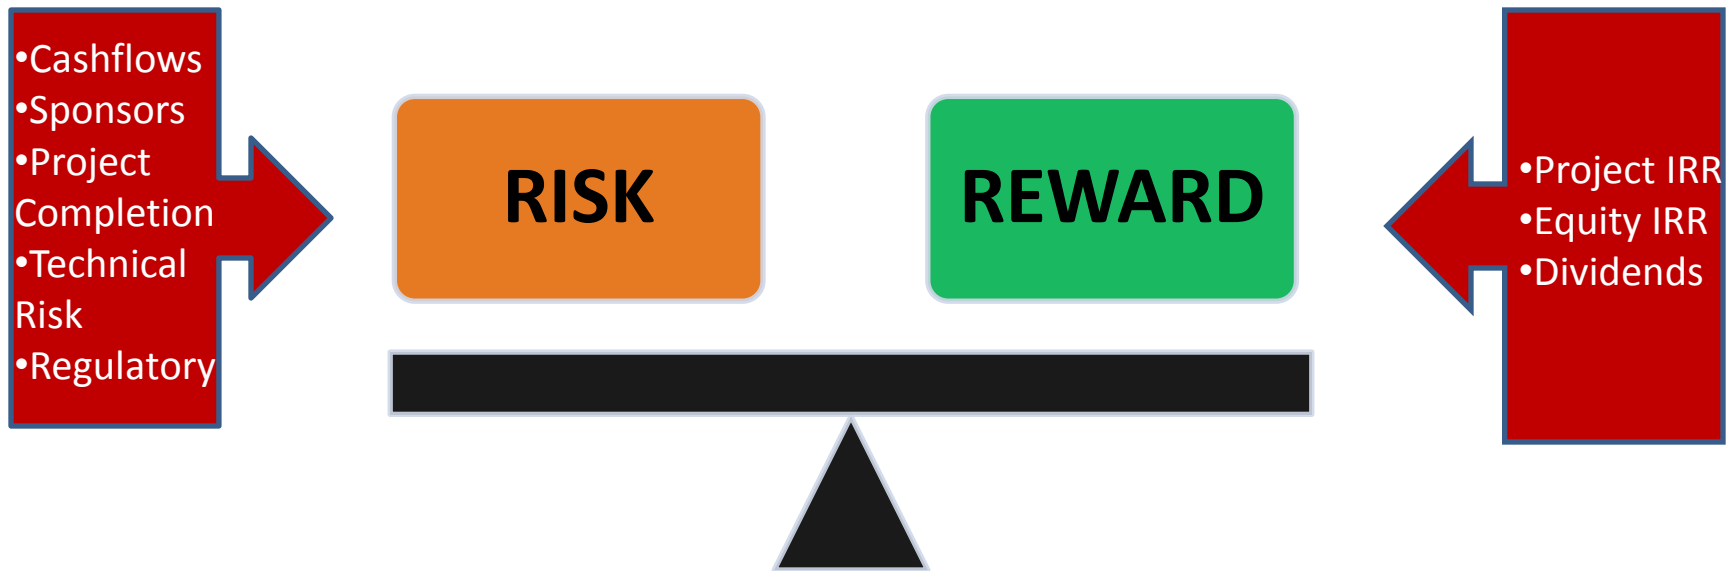 •Cashflows
•Sponsors
•Project
Completion
•Technical
Risk
•Regulatory
RISK
REWARD
•Project IRR
•Equity IRR
•Dividends